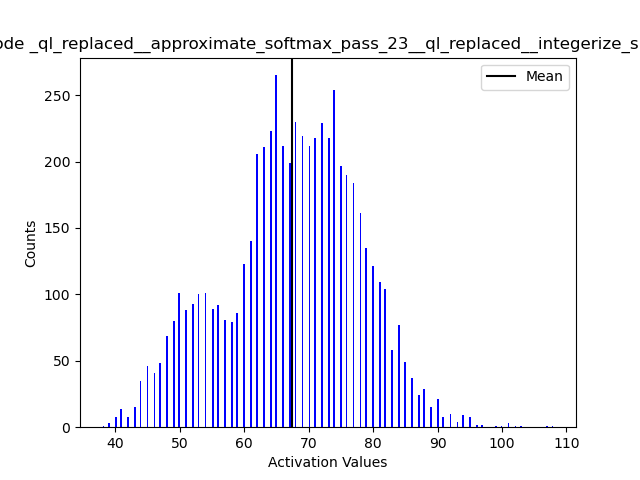 ode _ql_replaced__approximate_softmax_pass_23__ql_replaced__integerize_s
Mean
Counts
250
200
150
100
50
0
40 50 60 70 80 90 100 110
Activation Values